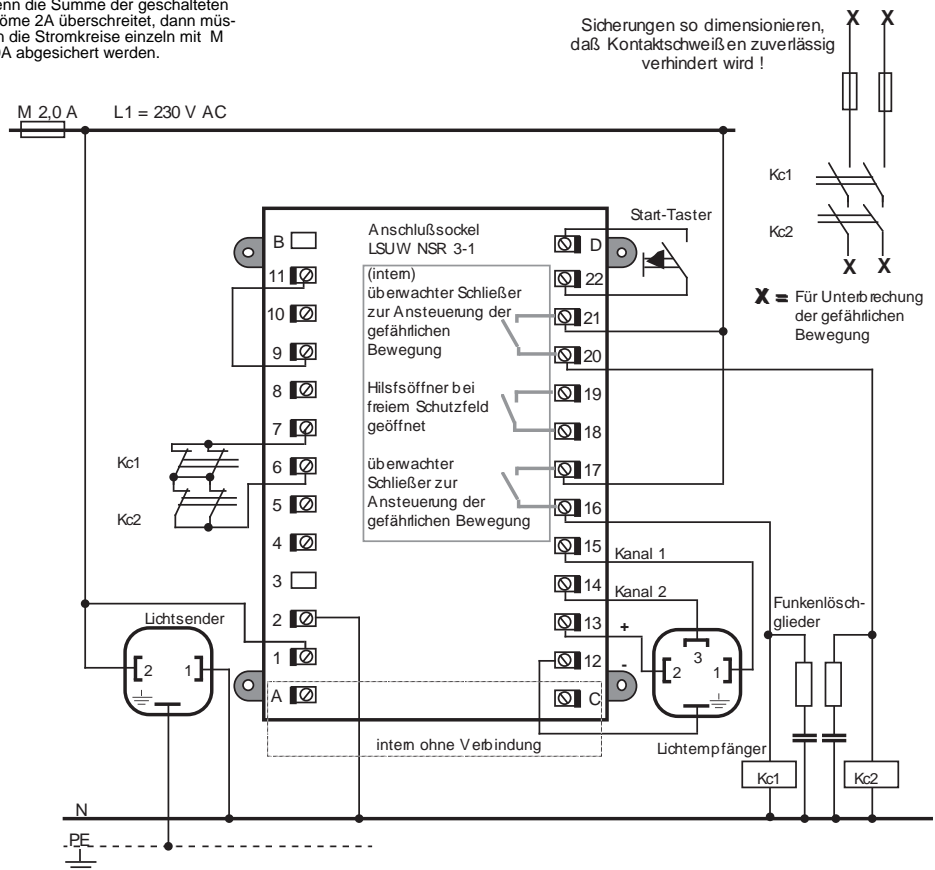 enn die Summe der geschalteten
öme 2A überschreitet, dann müs-
n die Stromkreise einzeln mit M
0A abgesichert werden.
Sicherungen so dimensionieren,
daß Kontaktschweißen zuverlässig
verhindert wird !
X X
M 2,0 A L1 = 230 V AC
Kc1
Kc2
X X
X = Für Unterbrechung
der gefährlichen
Bewegung
Start-Taster
Anschlußsockel
LSUW NSR 3-1
(intern)
überwachter Schließer
zur Ansteuerung der
gefährlichen
Bewegung
Hilsfsöffner bei
freiem Schutzfeld
geöffnet
überwachter
Schließer zur
Ansteuerung der
gefährlichen Bewegung
B
11
10
9
8
7
6
5
4
3
2
1
A
D
22
21
20
19
18
17
16
15
14
13
12
C
Kc1
Kc2
Kanal 1
Kanal 2
+
-
Funkenlösch-
glieder
Lichtsender
2 1
3
2 1
intern ohne Verbindung
Lichtempfänger
Kc1 Kc2
N
PE